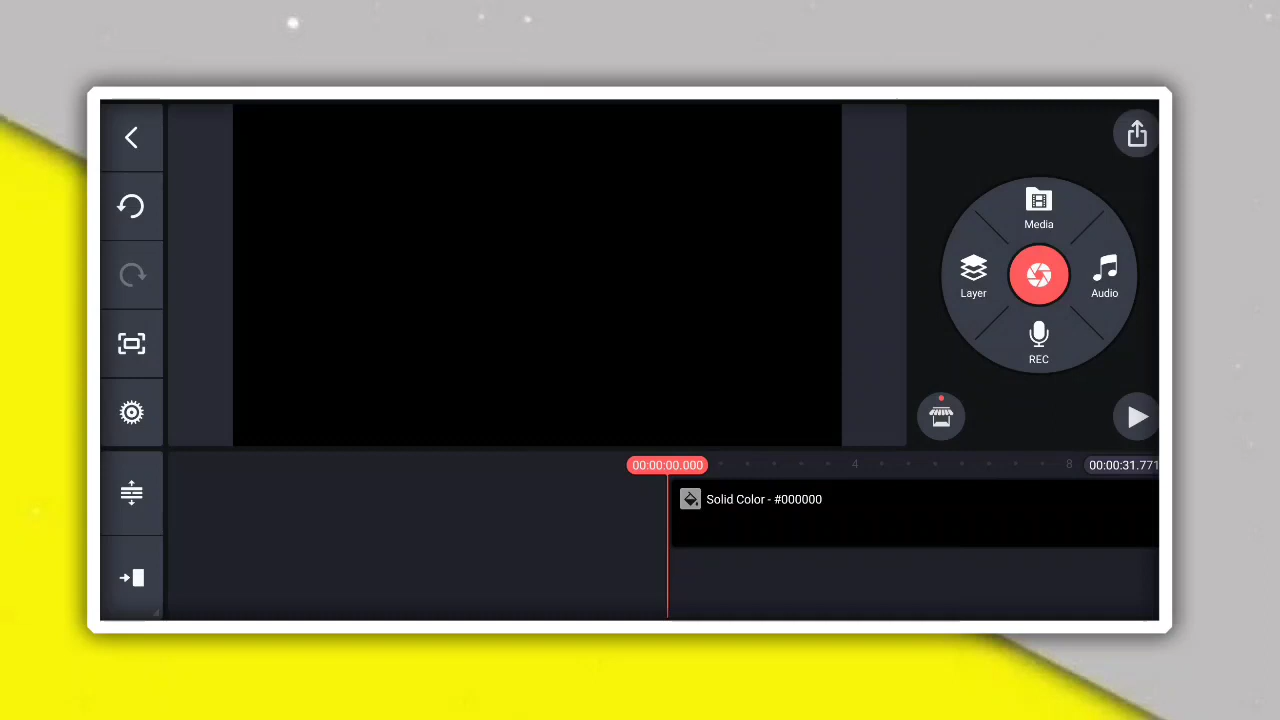 Media
Layer
Audio
REC
00:00:00.000
4
8
00:00:31.771
Solid Color - #000000